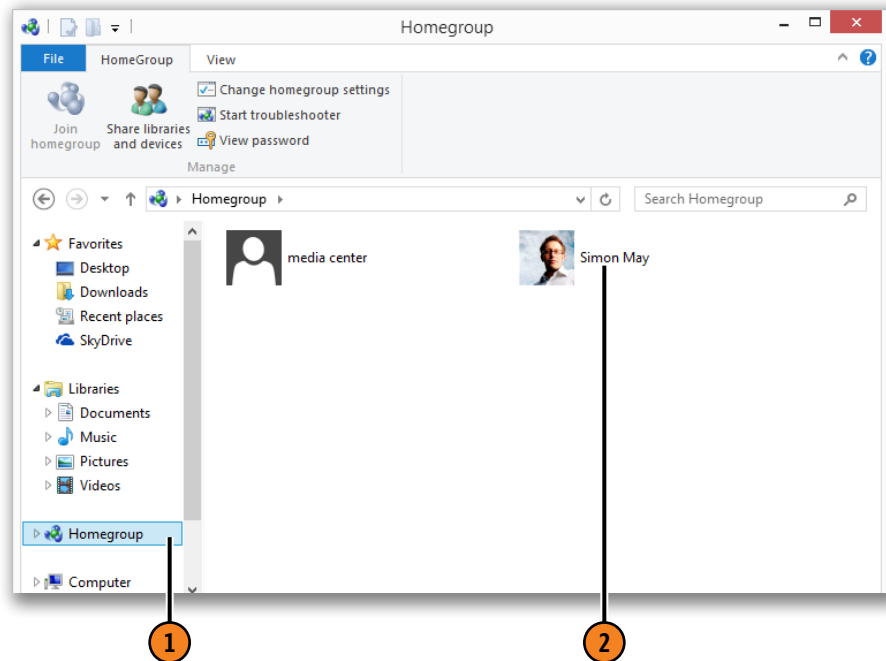 Homegroup
File HomeGroup View
Join homegroup
Share libraries and devices
Change homegroup settings
Start troubleshooter
View password
Manage
Homegroup
Search Homegroup
Favorites
Desktop
Downloads
Recent places
SkyDrive
Libraries
Documents
Music
Pictures
Videos
Homegroup
Computer
media center
Simon May
1
2